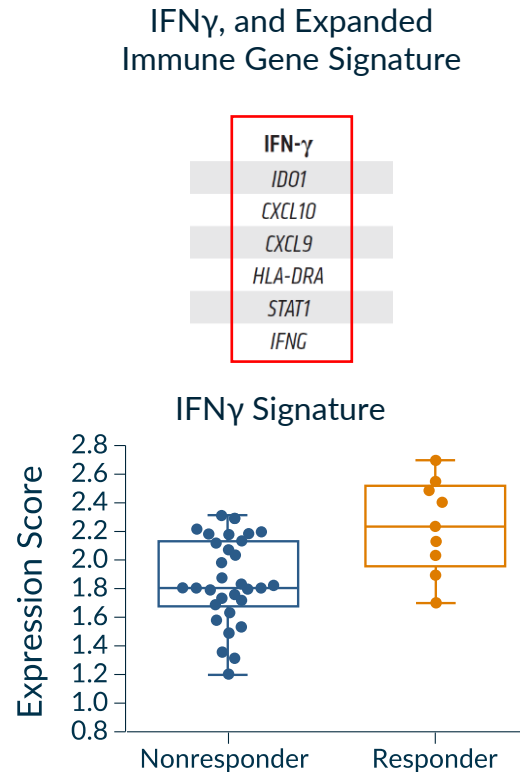 IFNγ, and Expanded
Immune Gene Signature
IFN-γ
IDO1
CXCL10
CXCL9
HLA-DRA
STAT1
IFNG
IFNγ Signature
Expression Score
2.8
2.6
2.4
2.2
2.0
1.8
1.6
1.4
1.2
1.0
0.8
Nonresponder
Responder